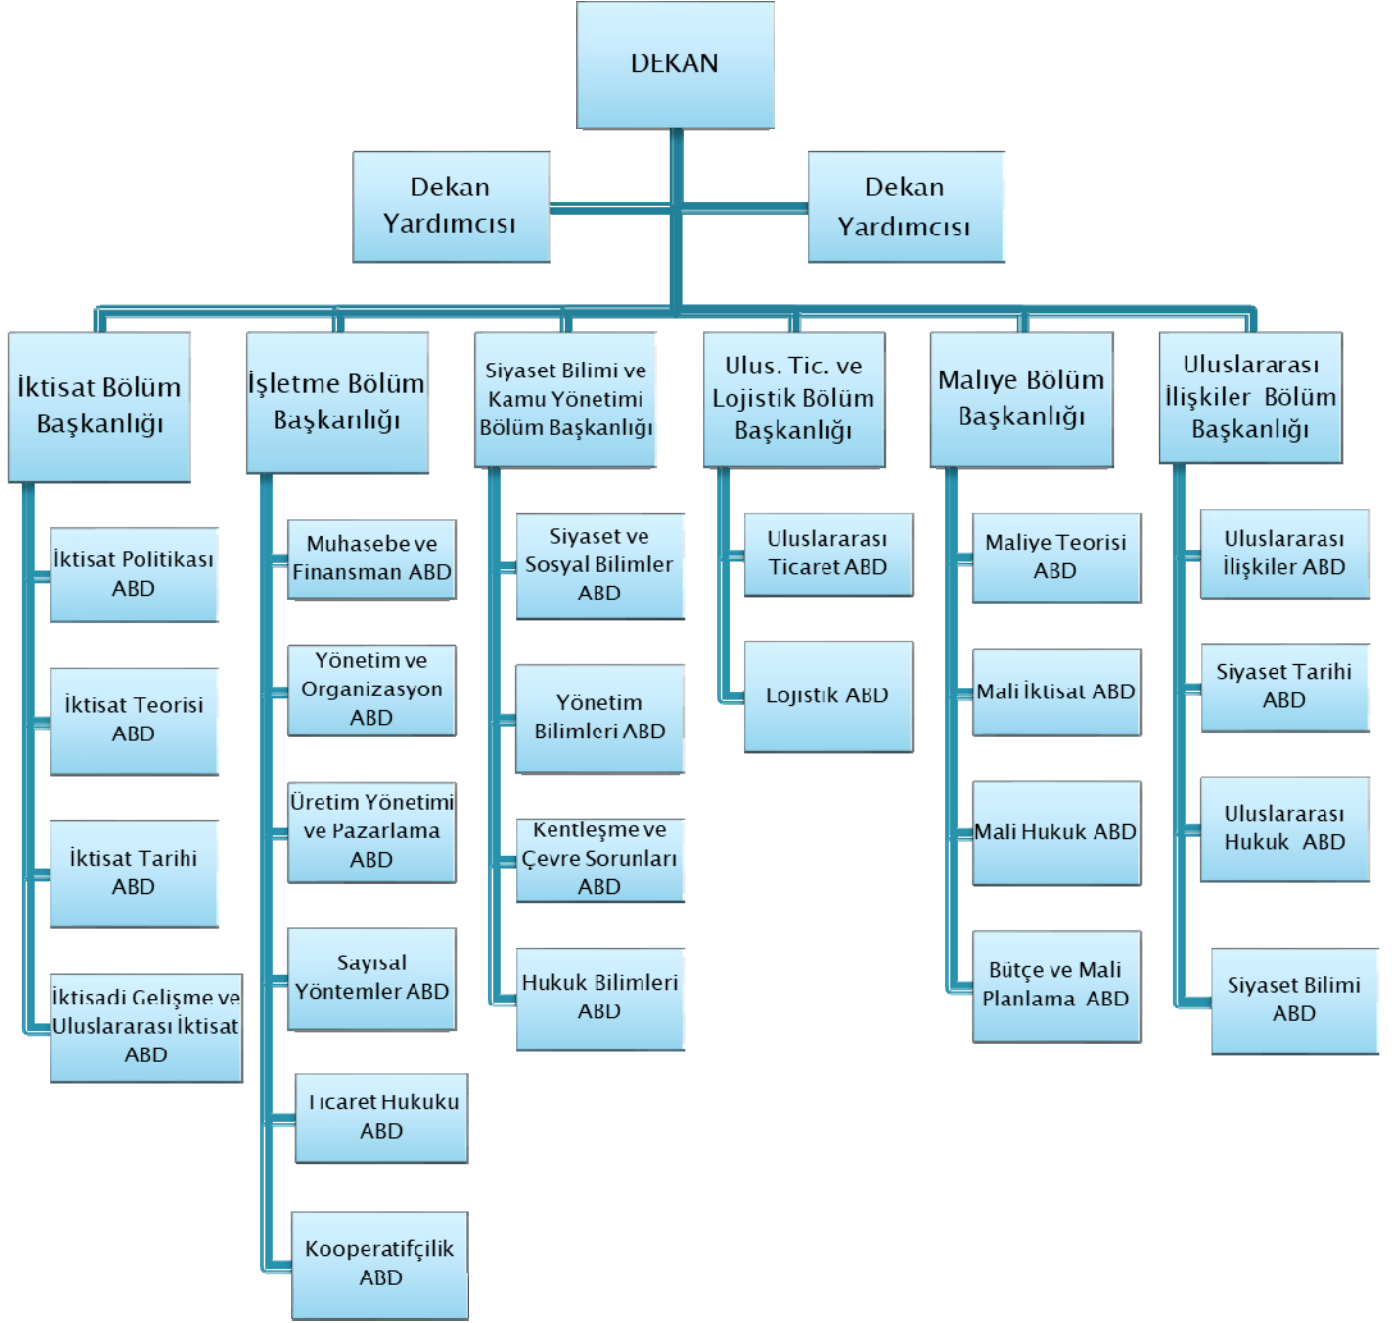 DEKAN
Dekan
Yardımcısı
Dekan
Yardımcısı
İktisat Bölüm
Başkanlığı
İktisat Politikası
ABD
İktisat Teorisi
ABD
İktisat Tarihi
ABD
İktisadi Gelişme ve
Uluslararası İktisat
ABD
İşletme Bölüm
Başkanlığı
Muhasebe ve
Finansman ABD
Yönetim ve
Organizasyon
ABD
Üretim Yönetimi
ve Pazarlama
ABD
Sayısal
Yöntemler ABD
Ticaret Hukuku
ABD
Kooperatifçilik
ABD
Siyaset Bilimi ve
Kamu Yönetimi
Bölüm Başkanlığı
Siyaset ve
Sosyal Bilimler
ABD
Yönetim
Bilimleri ABD
Kentleşme ve
Çevre Sorunları
ABD
Hukuk Bilimleri
ABD
Ulus. Tic. ve
Lojistik Bölüm
Başkanlığı
Uluslararası
Ticaret ABD
Lojistik ABD
Maliye Bölüm
Başkanlığı
Maliye Teorisi
ABD
Mali İktisat ABD
Mali Hukuk ABD
Bütçe ve Mali
Planlama ABD
Uluslararası
İlişkiler Bölüm
Başkanlığı
Uluslararası
İlişkiler ABD
Siyaset Tarihi
ABD
Uluslararası
Hukuk ABD
Siyaset Bilimi
ABD